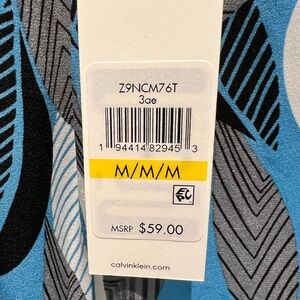 Z9NCM76T
3ae
1 94414 82945 3
M/M/M
MSRP $59.00
calvinklein.com